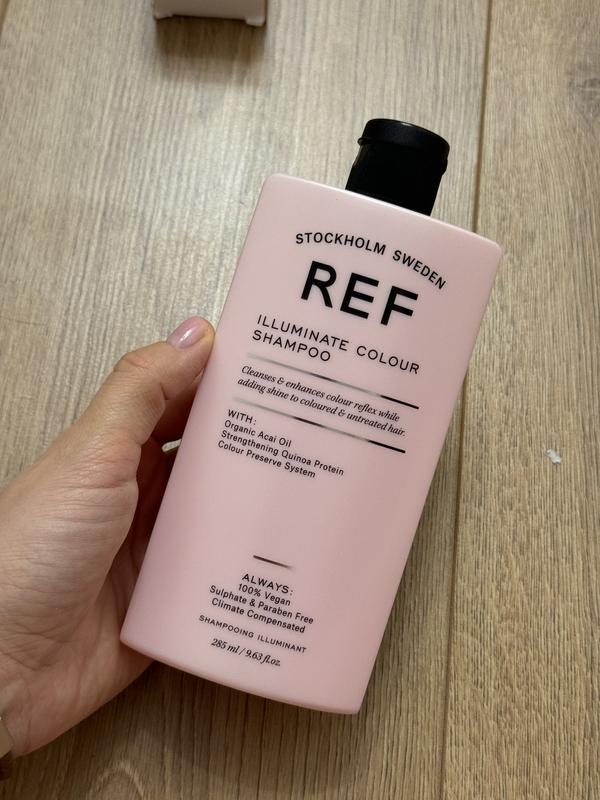 STOCKHOLM SWEDEN
REF
ILLUMINATE COLOUR
SHAMPOO
Cleanses & enhances colour reflex while
adding shine to coloured & untreated hair.
WITH:
Organic Acai Oil
Strengthening Quinoa Protein
Colour Preserve System
ALWAYS:
100% Vegan
Sulphate & Paraben Free
Climate Compensated
SHAMPOOING ILLUMINANT
285 ml / 9.63 fl.oz.